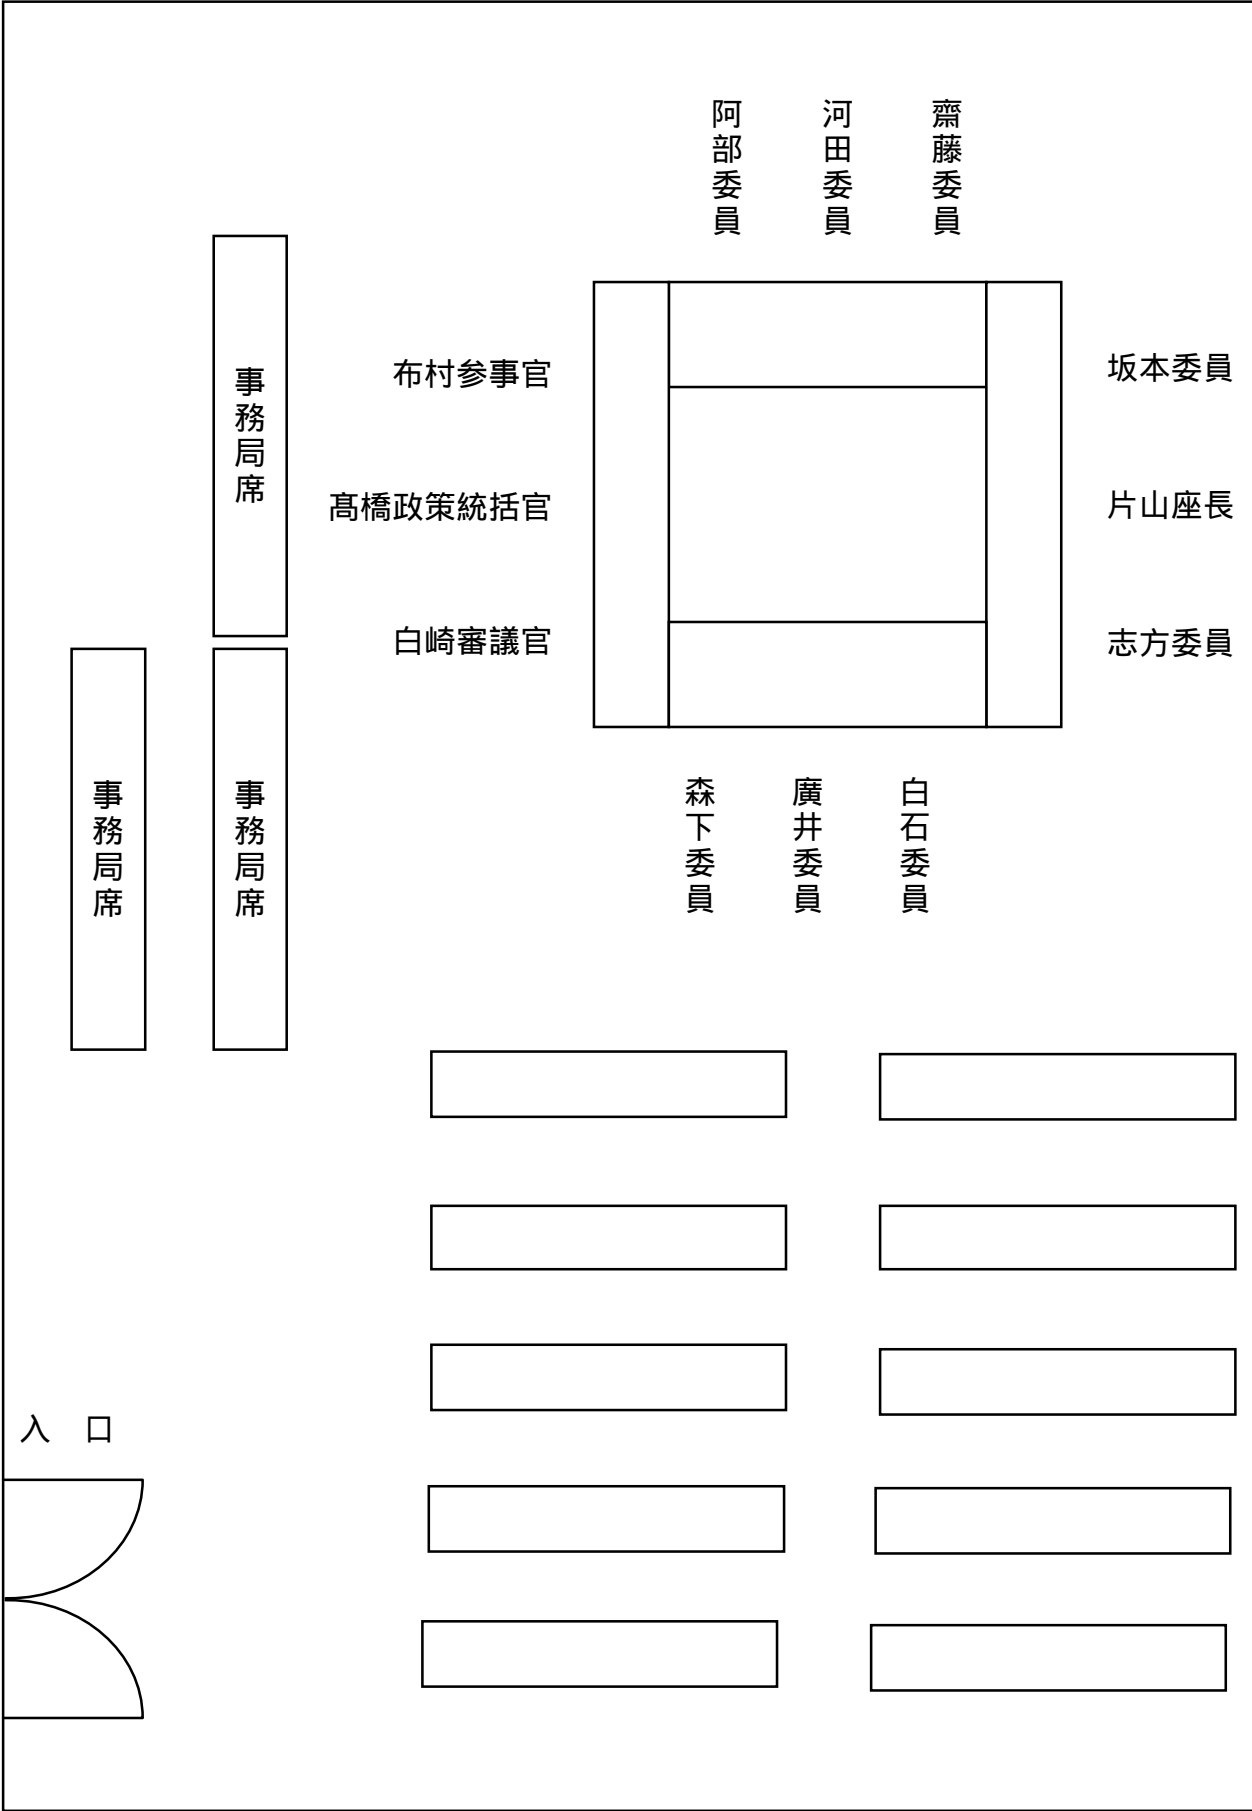 阿部委員
河田委員
齋藤委員
事務局席
布村参事官
坂本委員
髙橋政策統括官
片山座長
白崎審議官
志方委員
事務局席
事務局席
森下委員
廣井委員
白石委員
入 口